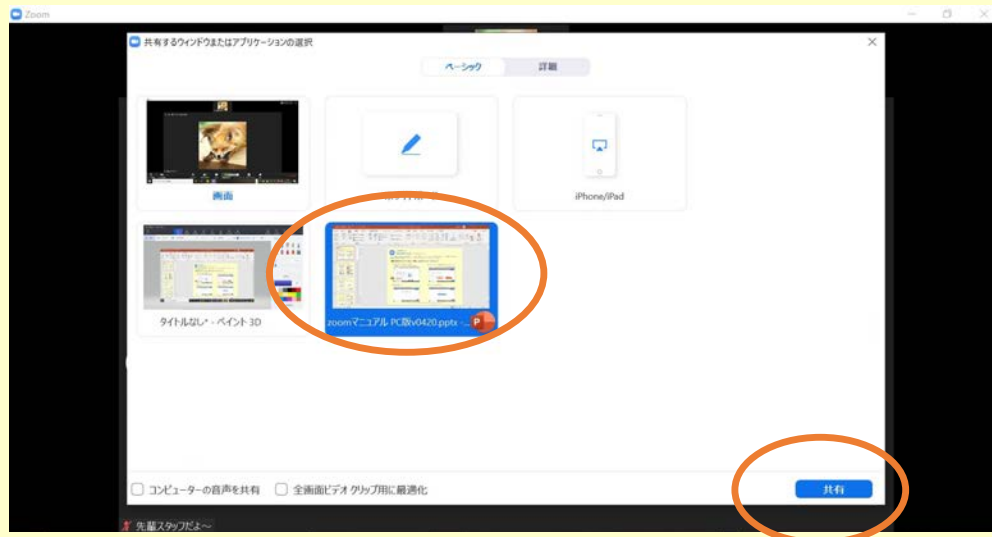 Zoom
共有するウィンドウまたはアプリケーションの選択
ベーシック
詳細
画面
iPhone/iPad
タイトルなし* - ペイント 3D
zoomマニュアル PC版v0420.pptx -...
P
コンピューターの音声を共有
全画面ビデオ クリップ用に最適化
共有
先輩スタッフだよ～